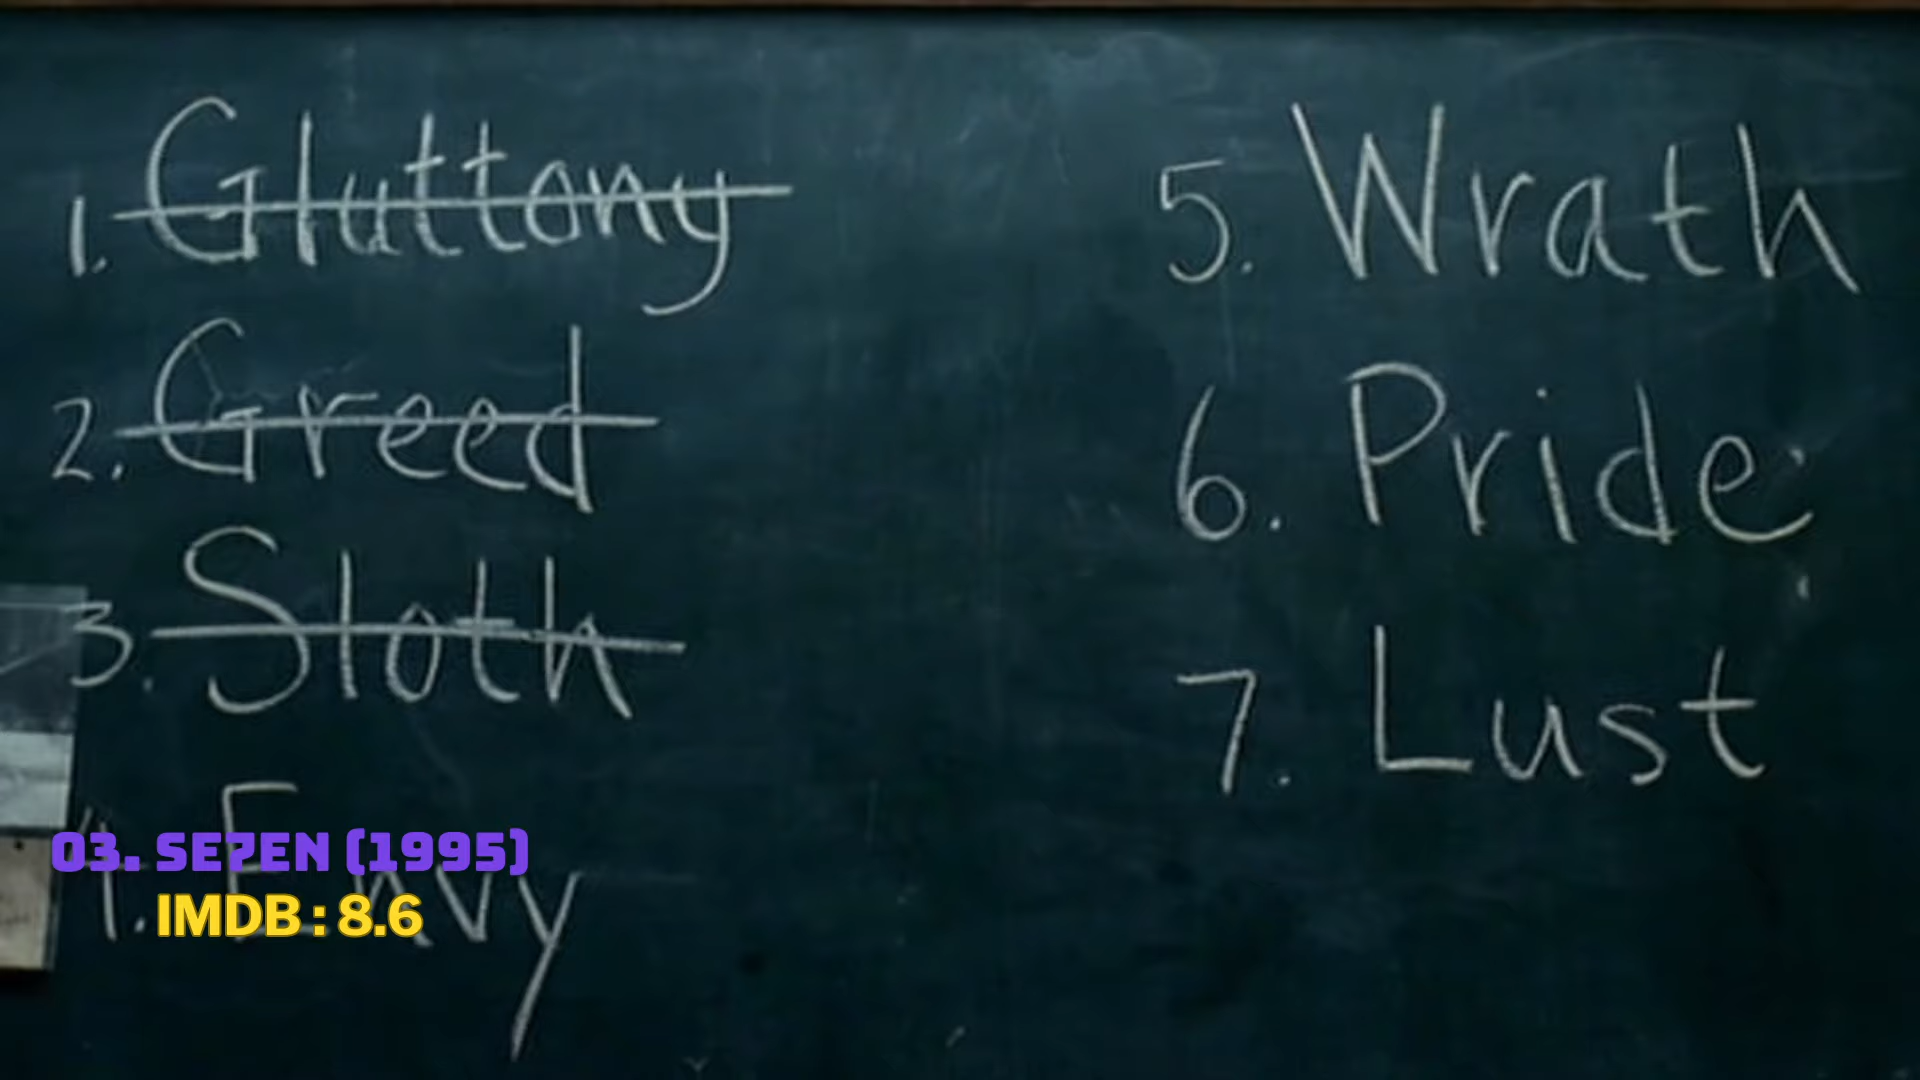 1. Gluttony
2. Greed
3. Sloth
4. Envy
5. Wrath
6. Pride
7. Lust
03. SE7EN (1995)
IMDB : 8.6